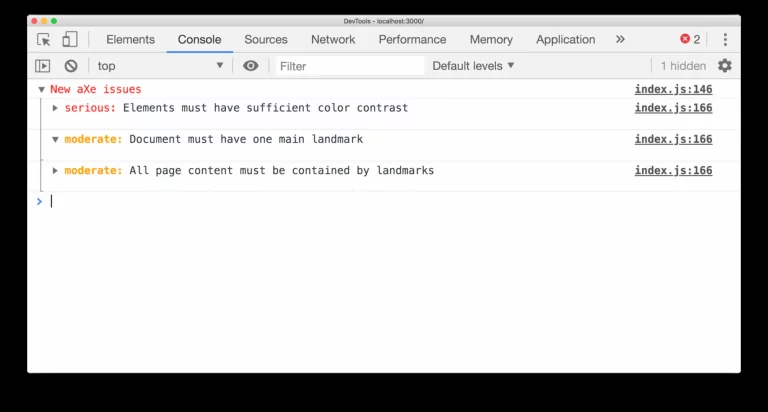 DevTools - localhost:3000/
Elements Console Sources Network Performance Memory Application » 2
top ▼ Filter Default levels ▼ 1 hidden
▼ New aXe issues index.js:146
▶ serious: Elements must have sufficient color contrast index.js:166
▼ moderate: Document must have one main landmark index.js:166
▶ moderate: All page content must be contained by landmarks index.js:166
>